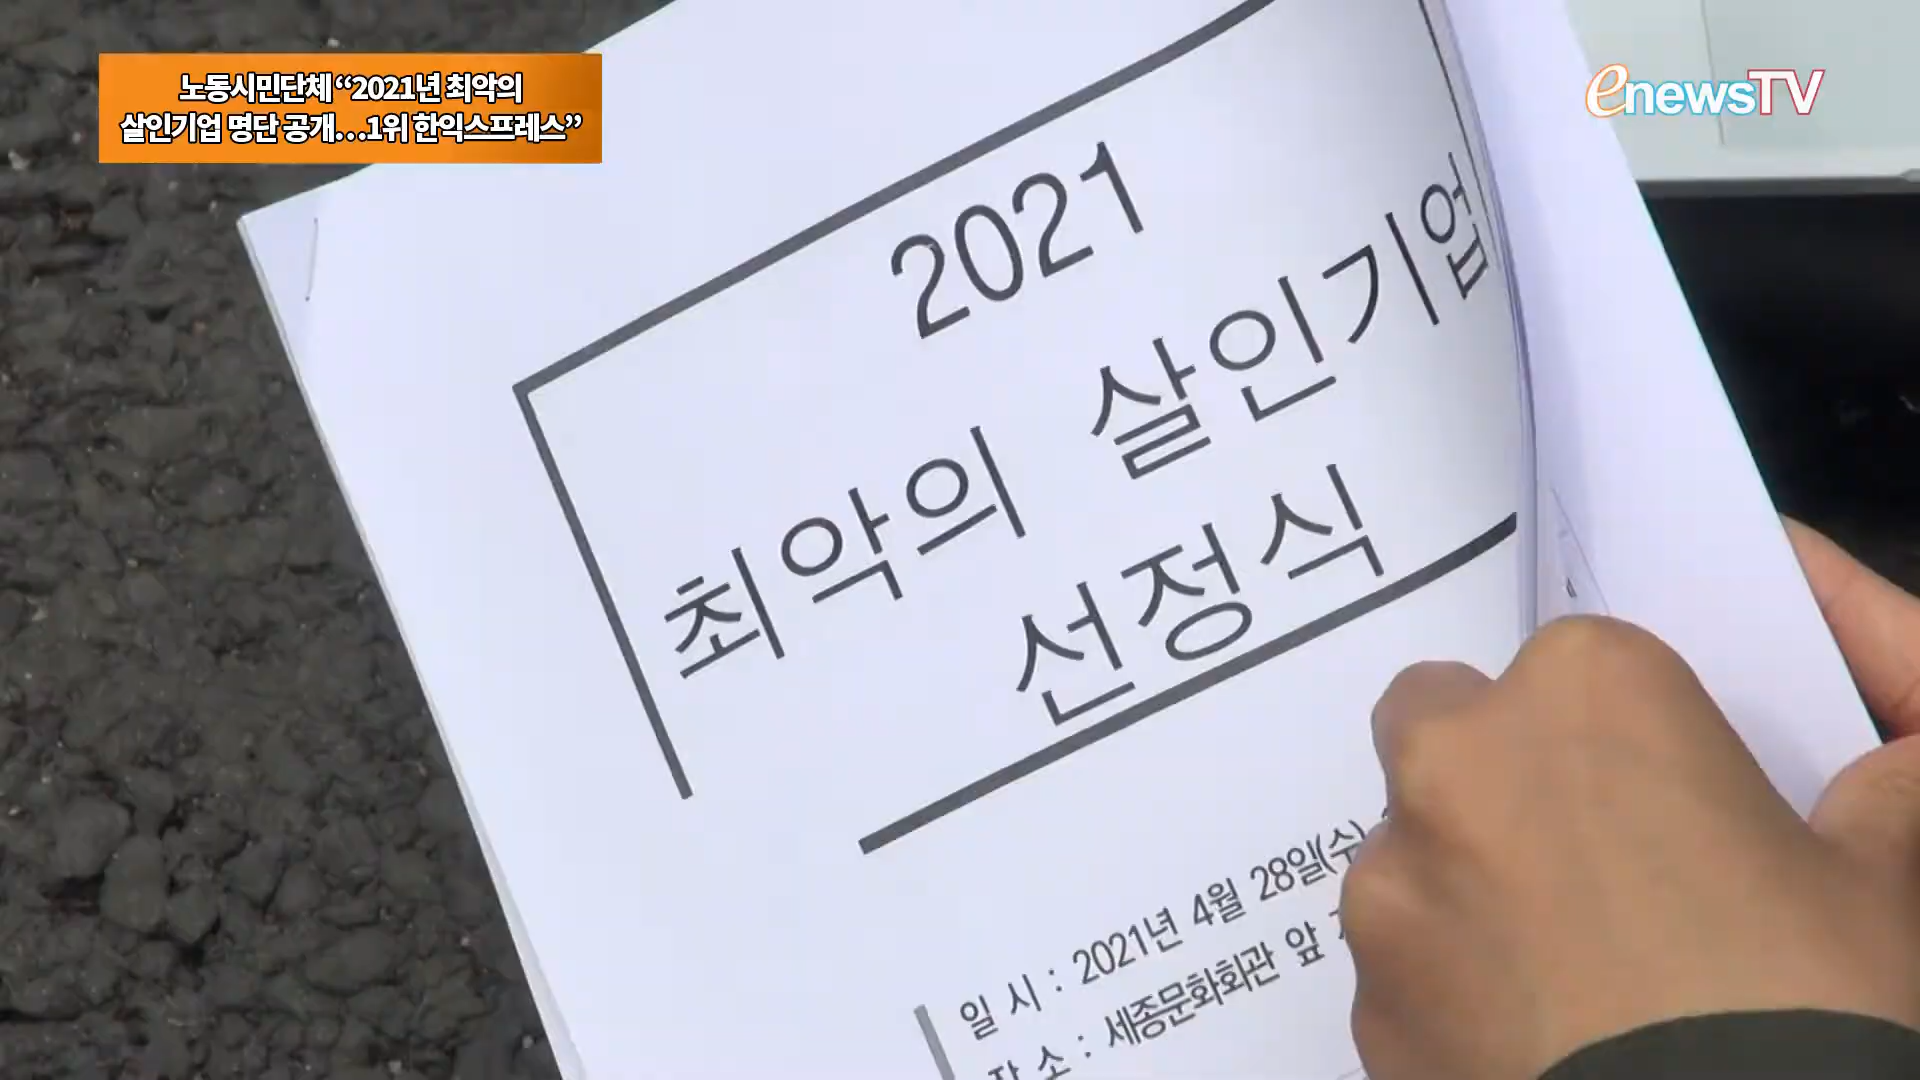 노동시민단체 “2021년 최악의
살인기업 명단 공개…1위 한익스프레스”
enewsTV
2021
최악의 살인기업
선정식
일 시 : 2021년 4월 28일(수)
장 소 : 세종문화회관 앞